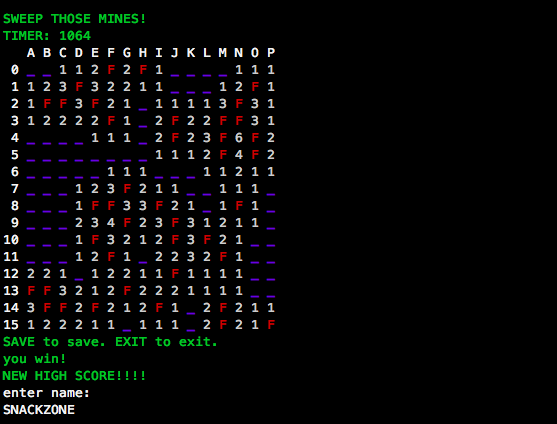 SWEEP THOSE MINES!
TIMER: 1064
A B C D E F G H I J K L M N O P
0 _ _ 1 1 2 F 2 F 1 _ _ _ _ 1 1 1
1 1 2 3 F 3 2 2 1 1 _ _ _ 1 2 F 1
2 1 F F 3 F 2 1 _ 1 1 1 1 3 F 3 1
3 1 2 2 2 2 F 1 _ 2 F 2 2 F F 3 1
4 _ _ _ _ 1 1 1 _ 2 F 2 3 F 6 F 2
5 _ _ _ _ _ _ _ _ 1 1 1 2 F 4 F 2
6 _ _ _ _ _ 1 1 1 _ _ _ 1 1 2 1 1
7 _ _ _ 1 2 3 F 2 1 1 _ _ 1 1 1 _
8 _ _ _ 1 F F 3 3 F 2 1 _ 1 F 1 _
9 _ _ _ 2 3 4 F 2 3 F 3 1 2 1 1 _
10 _ _ _ 1 F 3 2 1 2 F 3 F 2 1 _ _
11 _ _ _ 1 2 F 1 _ 2 2 3 2 F 1 _ _
12 2 2 1 _ 1 2 2 1 1 F 1 1 1 1 _ _
13 F F 3 2 1 2 F 2 2 2 1 1 1 1 _ _
14 3 F F 2 F 2 1 2 F 1 _ 2 F 2 1 1
15 1 2 2 2 1 1 _ 1 1 1 _ 2 F 2 1 F
SAVE to save. EXIT to exit.
you win!
NEW HIGH SCORE!!!!
enter name:
SNACKZONE